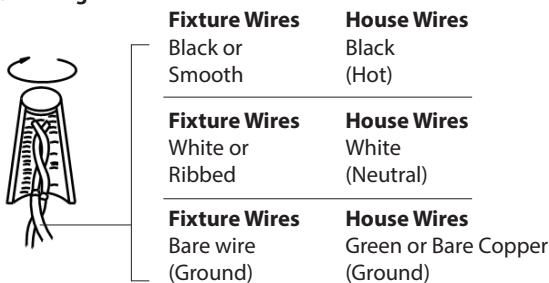 Fixture Wires House Wires
Black or Black
Smooth (Hot)
Fixture Wires House Wires
White or White
Ribbed (Neutral)
Fixture Wires House Wires
Bare wire Green or Bare Copper
(Ground) (Ground)